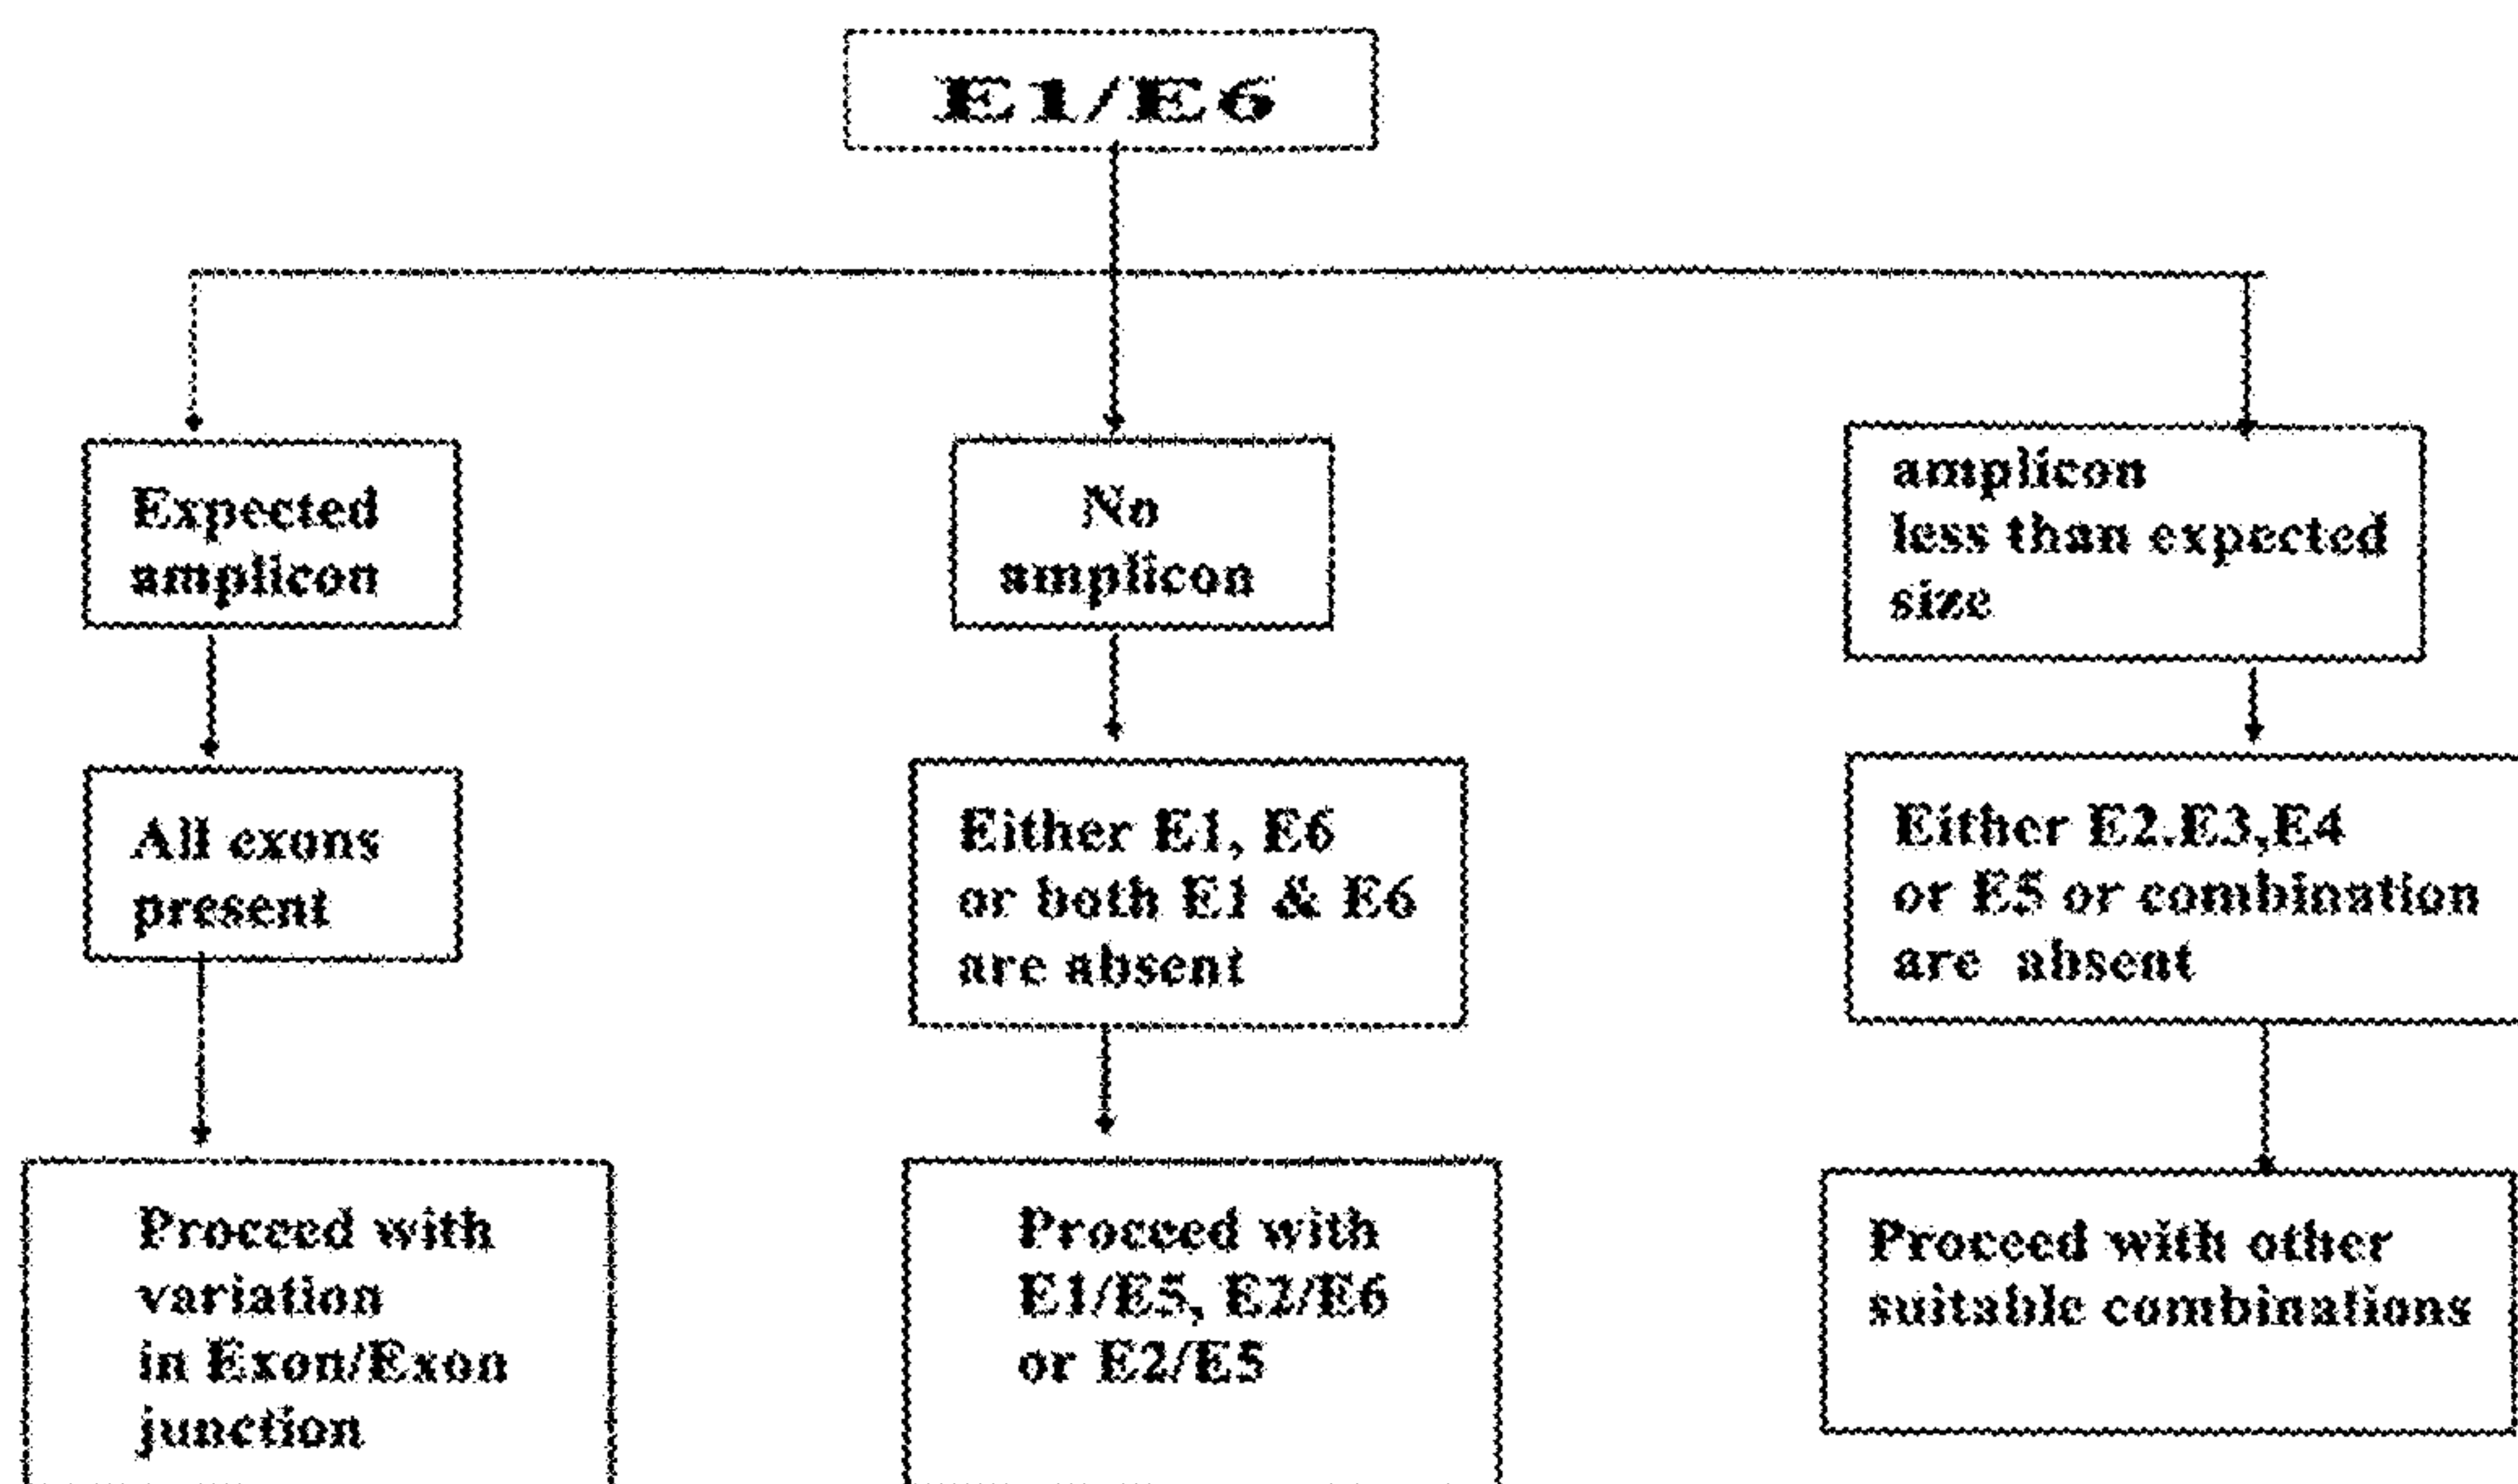 E1/E6
Expected
amplicon
No
amplicon
amplicon
less than expected
size
All exons
present
Either E1, E6
or both E1 & E6
are absent
Either E2.E3,E4
or E5 or combination
are absent
Proceed with
variation
in Exon/Exon
junction
Proceed with
E1/E5, E2/E6
or E2/E5
Proceed with other
suitable combinations